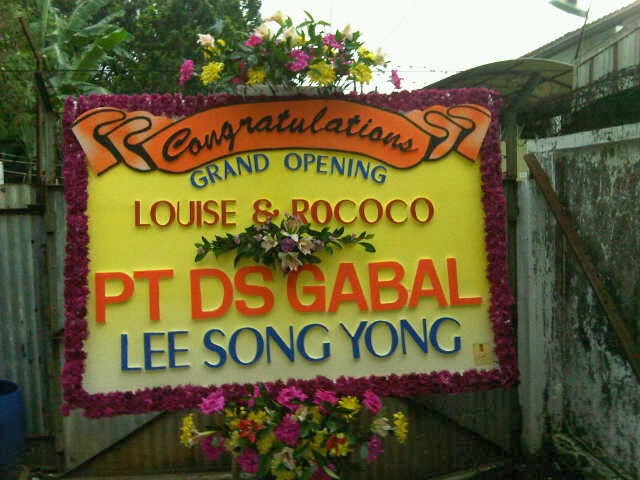 Congratulations
GRAND OPENING
LOUISE & ROCOCO
PT DS GABAL
LEE SONG YONG